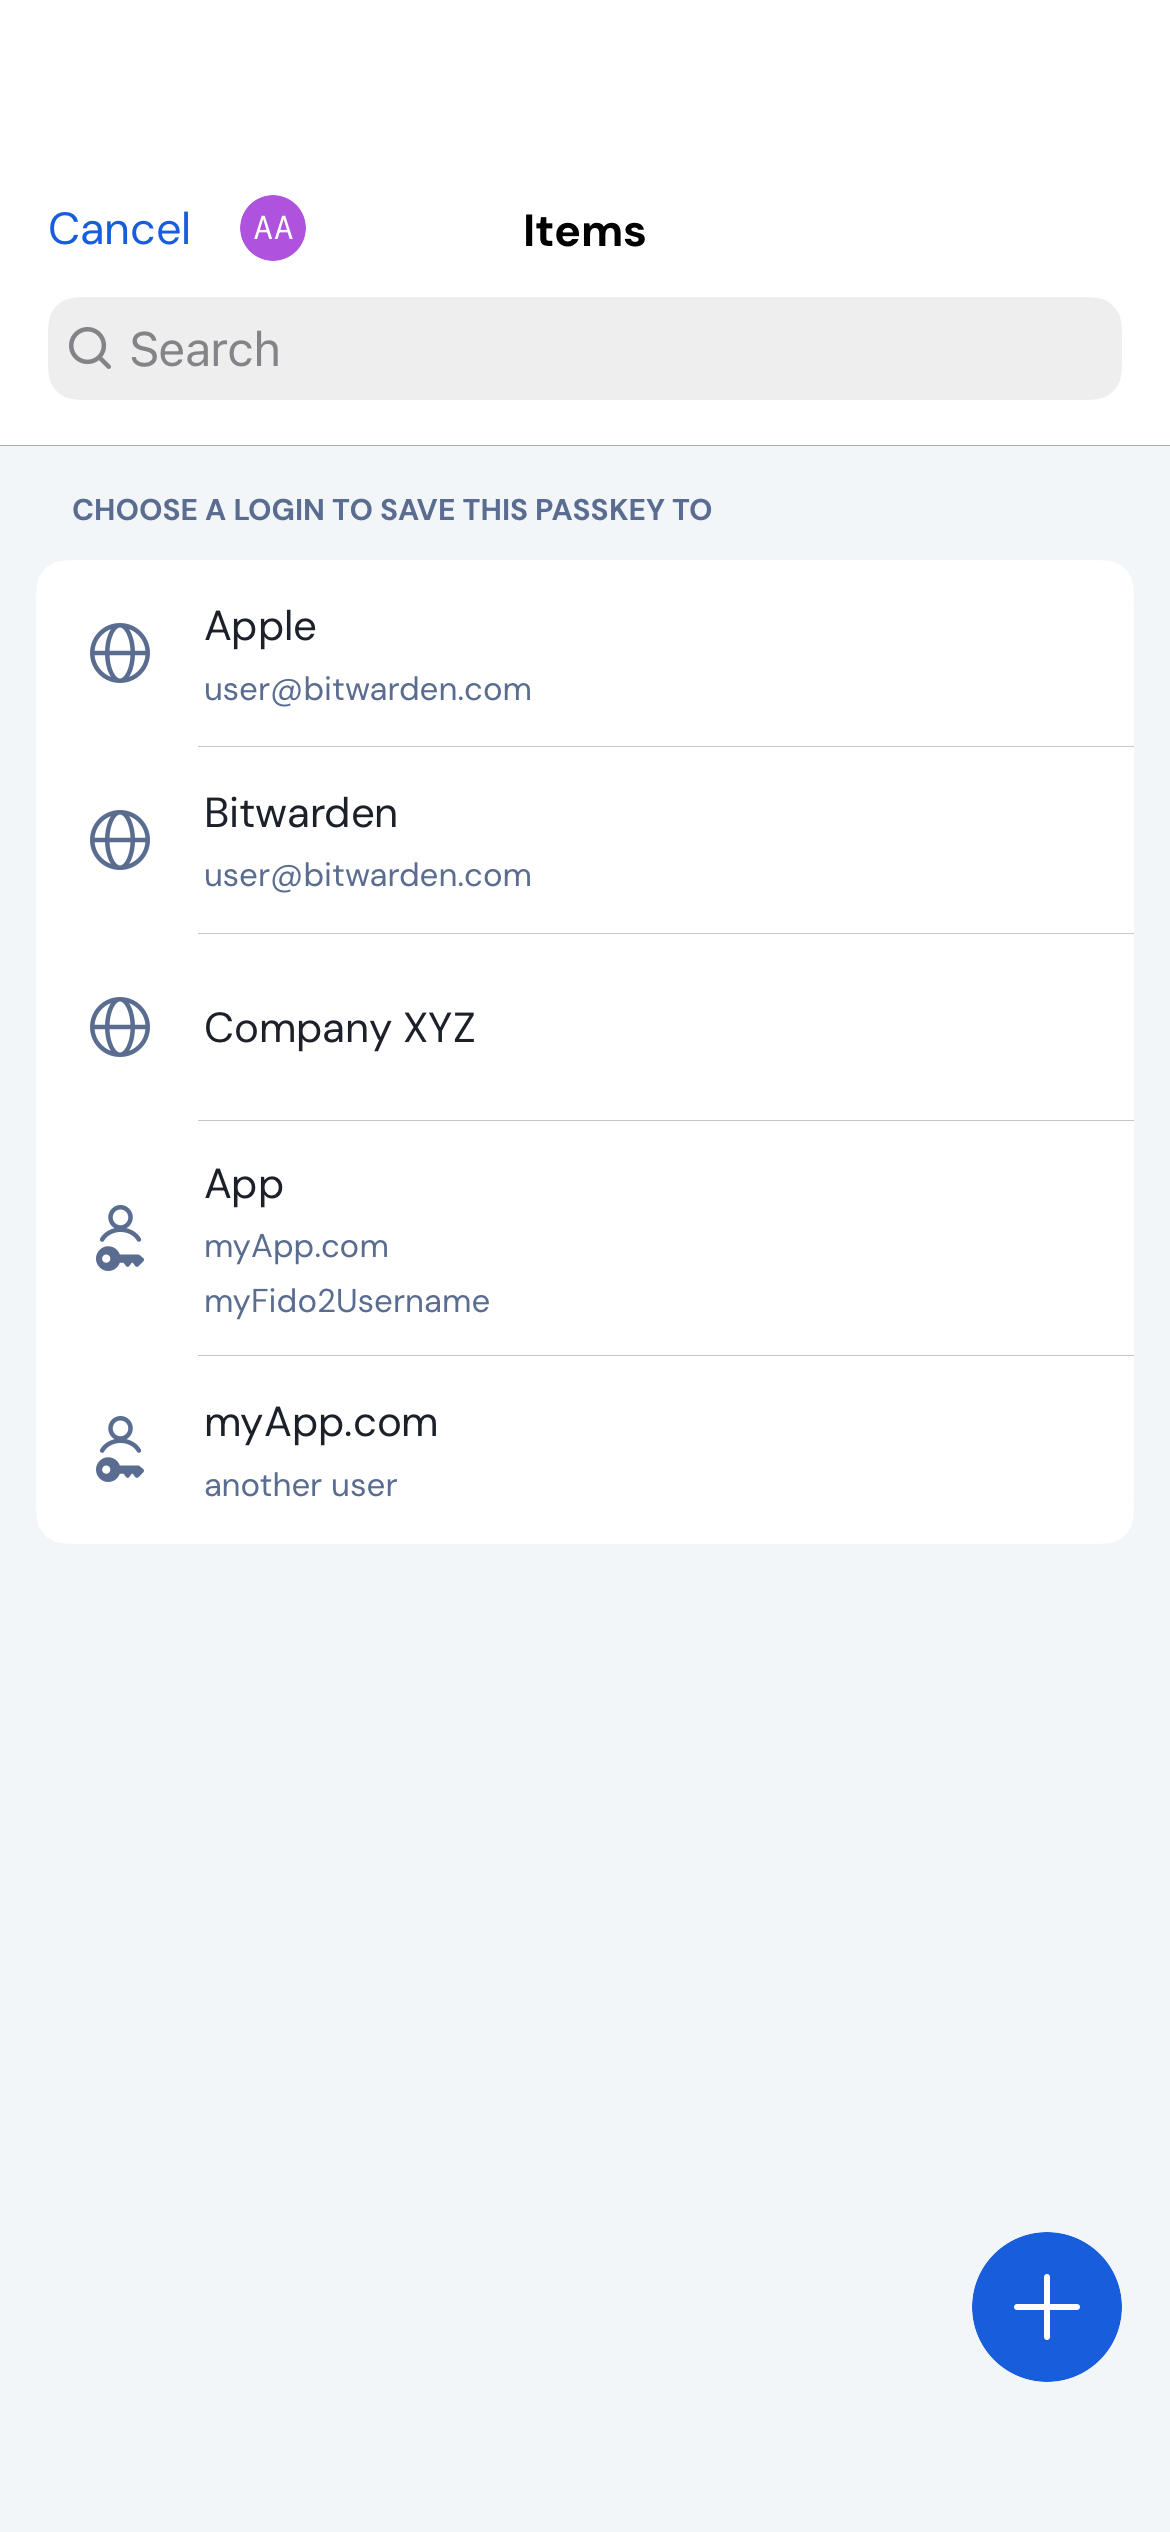 Cancel
AA
Items
Search
CHOOSE A LOGIN TO SAVE THIS PASSKEY TO
Apple
user@bitwarden.com
Bitwarden
user@bitwarden.com
Company XYZ
App
myApp.com
myFido2Username
myApp.com
another user